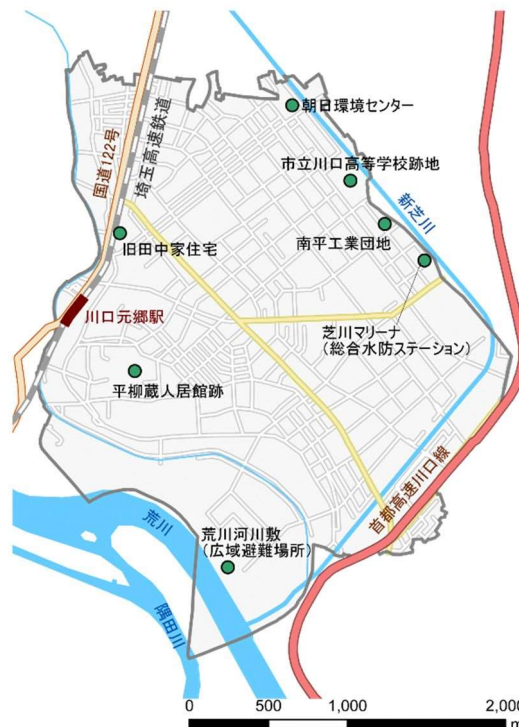 朝日環境センター
国道122号
埼玉高速鉄道
市立川口高等学校跡地
新芝川
旧田中家住宅
南平工業団地
川口元郷駅
芝川マリーナ
（総合水防ステーション）
平柳蔵人居館跡
首都高速川口線
荒川
荒川河川敷
（広域避難場所）
隅田川
0 500 1,000 2,000
m